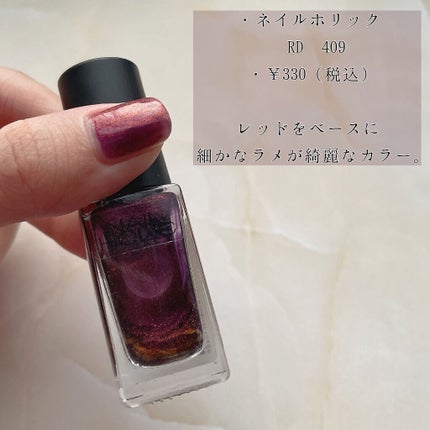 ・ネイルホリック
RD 409
・￥330（税込）
レッドをベースに
細かなラメが綺麗なカラー。